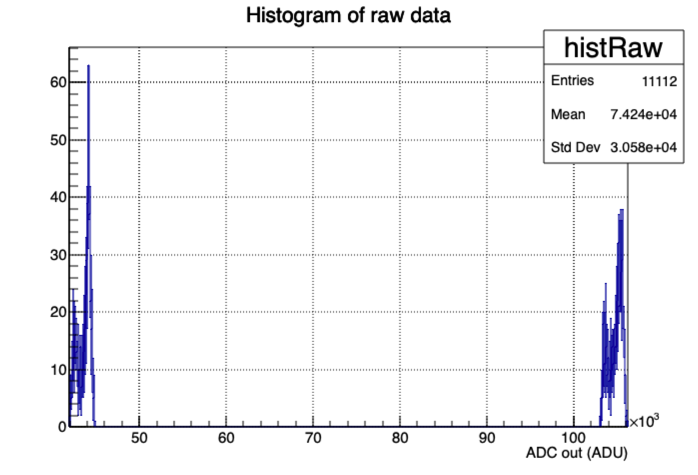 Histogram of raw data
histRaw
Entries 11112
Mean 7.424e+04
Std Dev 3.058e+04
60
50
40
30
20
10
0
50 60 70 80 90 100
×10³
ADC out (ADU)